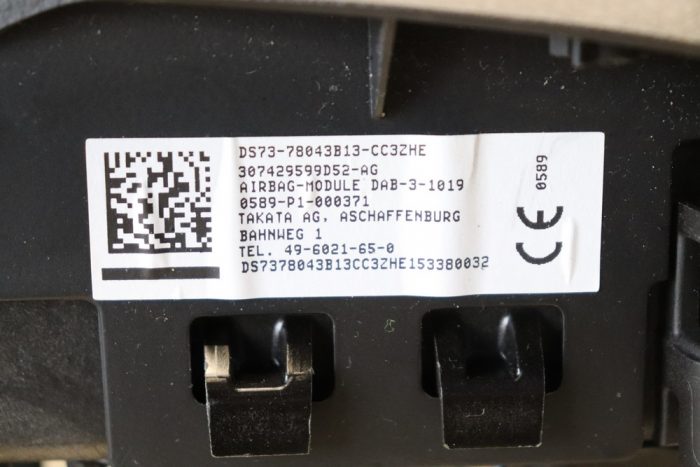 DS73-78043B13-CC3ZHE
307429599D52-AG
AIRBAG-MODULE DAB-3-1019
0589-P1-000371
TAKATA AG, ASCHAFFENBURG
BAHNWEG 1
TEL. 49-6021-65-0
DS7378043B13CC3ZHE153380032
CE 0589